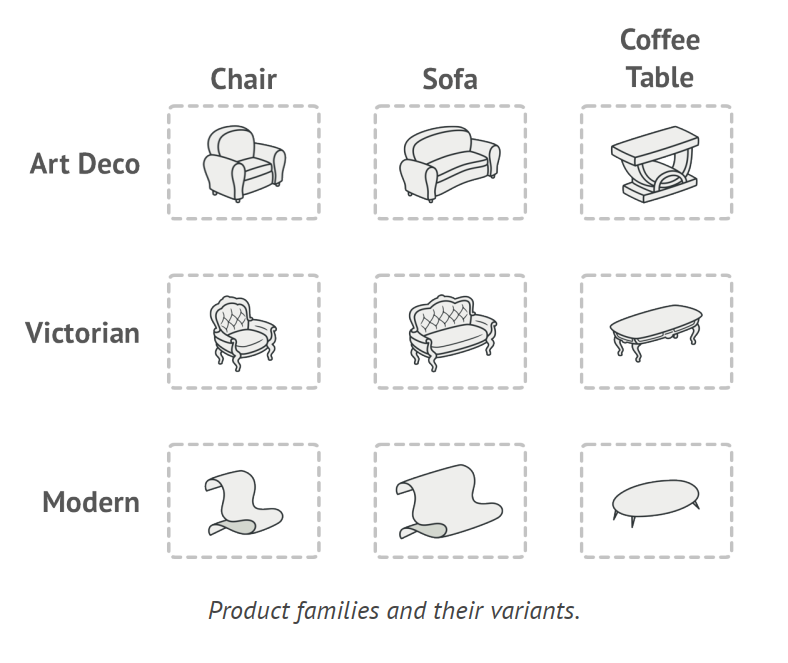 Coffee
Chair Sofa Table
Art Deco
Victorian
Modern
Product families and their variants.